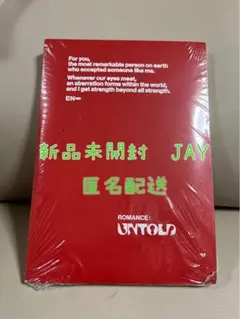 For you,
the most remarkable person on earth
who accepted someone like me.
Whenever our eyes meet,
an aberration forms within the world,
and I get strength beyond all strength.
EN-
新品未開封 JAY
匿名配送
ROMANCE :
UNTOLD